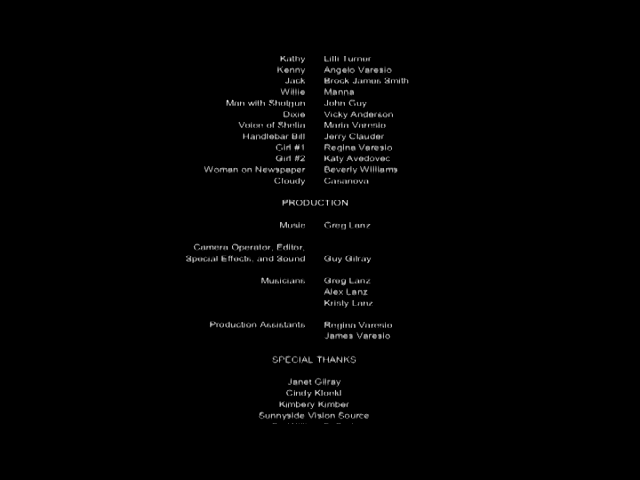 Kathy Lilli Turner
Kenny Angelo Varesio
Jack Brock James Smith
Willie Manna
Man with Shotgun John Guy
Dixie Vicky Anderson
Voice of Shelia Maria Varesio
Handlebar Bill Jerry Clauder
Girl #1 Regina Varesio
Girl #2 Katy Avedovec
Woman on Newspaper Beverly Williams
Cloudy Casanova
PRODUCTION
Music Greg Lanz
Camera Operator, Editor,
Special Effects, and Sound Guy Gilray
Musicians Greg Lanz
Alex Lanz
Kristy Lanz
Production Assistants Regina Varesio
James Varesio
SPECIAL THANKS
Janet Gilray
Cindy
Kimbery Kimber
Sunnyside Vision Source